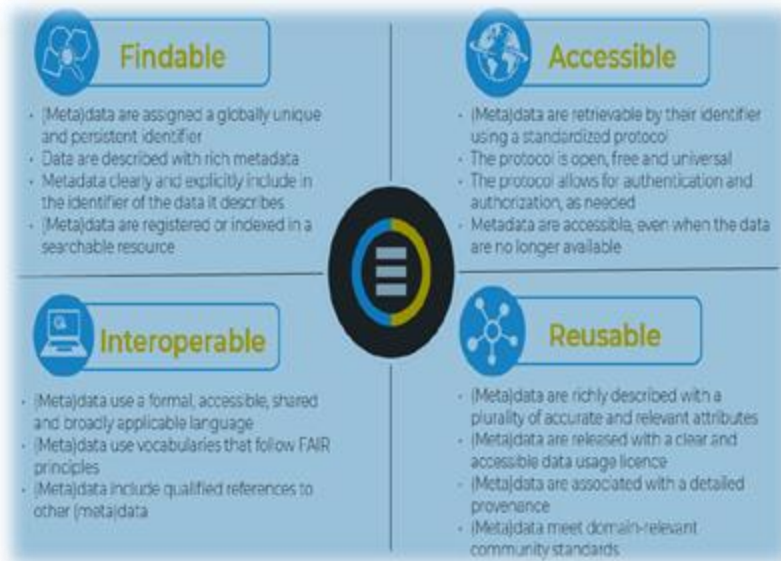 Findable
• (Meta)data are assigned a globally unique
and persistent identifier
• Data are described with rich metadata
• Metadata clearly and explicitly include in
the identifier of the data it describes
• (Meta)data are registered or indexed in a
searchable resource
Accessible
• (Meta)data are retrievable by their identifier
using a standardized protocol
• The protocol is open, free and universal
• The protocol allows for authentication and
authorization, as needed
• Metadata are accessible, even when the data
are no longer available
Interoperable
• (Meta)data use a formal, accessible, shared
and broadly applicable language
• (Meta)data use vocabularies that follow FAIR
principles
• (Meta)data include qualified references to
other (meta)data
Reusable
• (Meta)data are richly described with a
plurality of accurate and relevant attributes
• (Meta)data are released with a clear and
accessible data usage licence
• (Meta)data are associated with a detailed
provenance
• (Meta)data meet domain-relevant
community standards